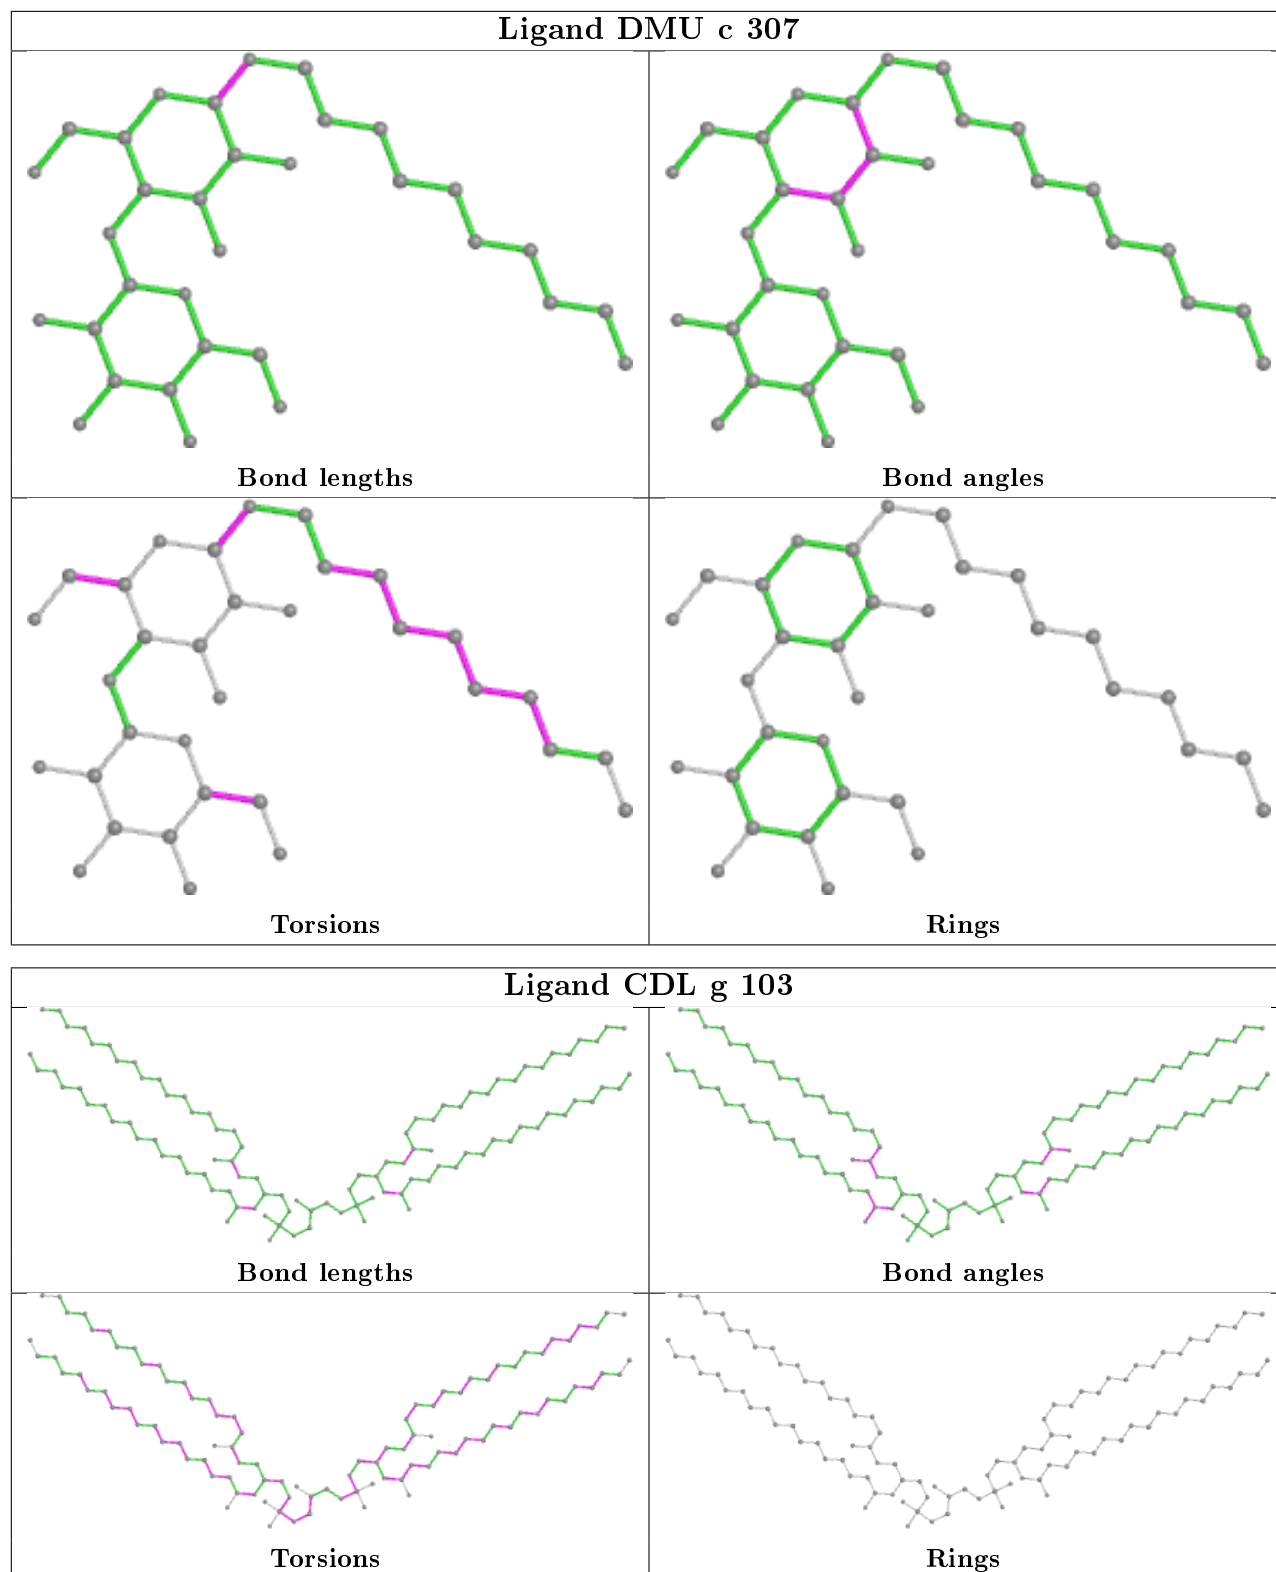 Ligand DMU c 307
Bond lengths
Bond angles
Torsions
Rings
Ligand CDL g 103
Bond lengths
Bond angles
Torsions
Rings